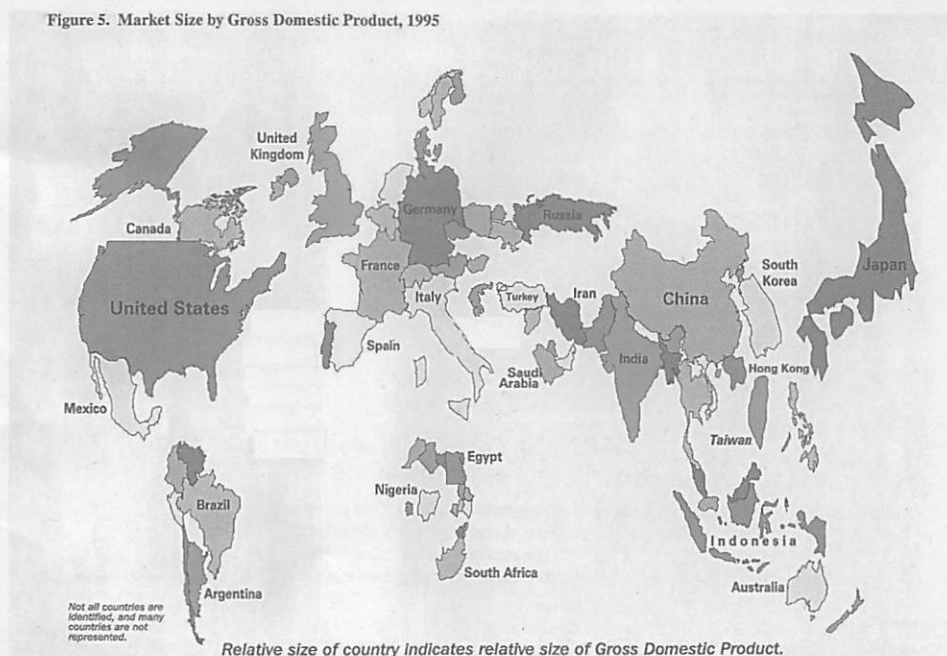 Figure 5. Market Size by Gross Domestic Product, 1995
United
Kingdom
Canada
Germany
Russia
France
United States
Italy
Turkey
Iran
China
South
Korea
Japan
Spain
India
Saudi
Arabia
Hong Kong
Mexico
Taiwan
Egypt
Nigeria
Brazil
Indonesia
South Africa
Australia
Argentina
Not all countries are
identified, and many
countries are not
represented.
Relative size of country indicates relative size of Gross Domestic Product.